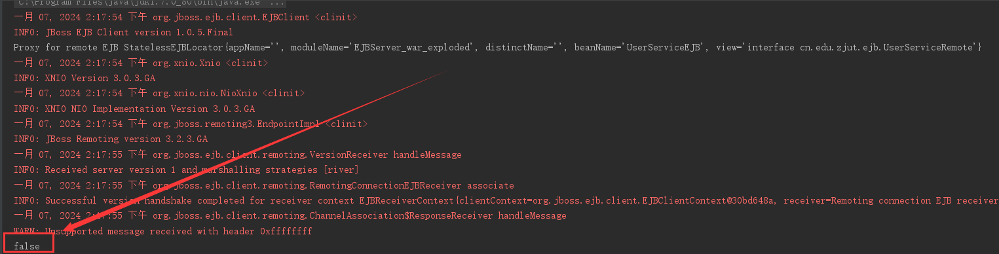 C:\Program Files\java\jdk1.7.0_80\bin\java.exe" ...
一月 07, 2024 2:17:54 下午 org.jboss.ejb.client.EJBClient <clinit>
INFO: JBoss EJB Client version 1.0.5.Final
Proxy for remote EJB StatelessEJBLocator{appName='', moduleName='EJBServer_war_exploded', distinctName='', beanName='UserServiceEJB', view='interface cn.edu.zjut.ejb.UserServiceRemote'}
一月 07, 2024 2:17:54 下午 org.xnio.Xnio <clinit>
INFO: XNIO Version 3.0.3.GA
一月 07, 2024 2:17:54 下午 org.xnio.nio.NioXnio <clinit>
INFO: XNIO NIO Implementation Version 3.0.3.GA
一月 07, 2024 2:17:54 下午 org.jboss.remoting3.EndpointImpl <clinit>
INFO: JBoss Remoting version 3.2.3.GA
一月 07, 2024 2:17:55 下午 org.jboss.ejb.client.remoting.VersionReceiver handleMessage
INFO: Received server version 1 and marshalling strategies [river]
一月 07, 2024 2:17:55 下午 org.jboss.ejb.client.remoting.RemotingConnectionEJBReceiver associate
INFO: Successful version handshake completed for receiver context EJBReceiverContext{clientContext=org.jboss.ejb.client.EJBClientContext@30bd648a, receiver=Remoting connection EJB receiver
一月 07, 2024 2:17:55 下午 org.jboss.ejb.client.remoting.ChannelAssociation$ResponseReceiver handleMessage
WARN: Unsupported message received with header 0xffffffff
false